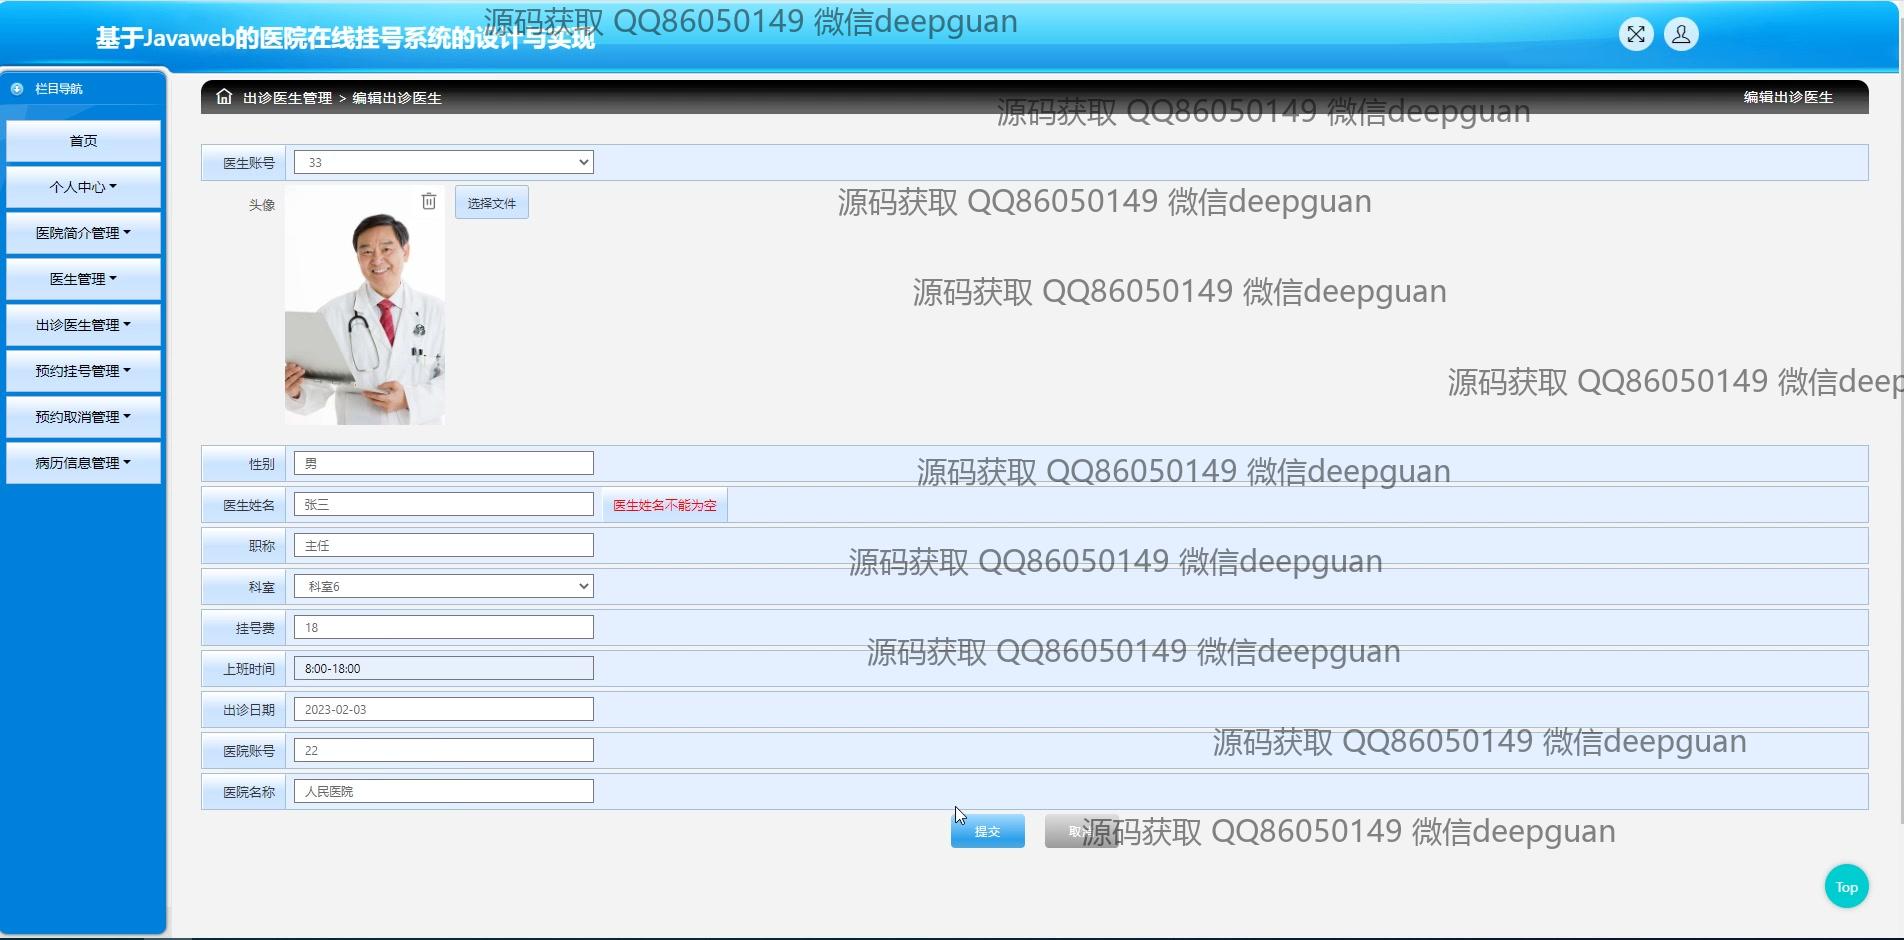 基于Javaweb的医院在线挂号系统的设计与实现
源码获取 QQ86050149 微信deepguan
栏目导航
首页
个人中心
医院简介管理
医生管理
出诊医生管理
预约挂号管理
预约取消管理
病历信息管理
出诊医生管理 > 编辑出诊医生
编辑出诊医生
源码获取 QQ86050149 微信deepguan
医生账号 33
头像 选择文件
源码获取 QQ86050149 微信deepguan
源码获取 QQ86050149 微信deepguan
源码获取 QQ86050149 微信deep
性别 男
源码获取 QQ86050149 微信deepguan
医生姓名 张三 医生姓名不能为空
职称 主任
源码获取 QQ86050149 微信deepguan
科室 科室6
挂号费 18
源码获取 QQ86050149 微信deepguan
上班时间 8:00-18:00
出诊日期 2023-02-03
源码获取 QQ86050149 微信deepguan
医院账号 22
医院名称 人民医院
提交
取消
源码获取 QQ86050149 微信deepguan
Top